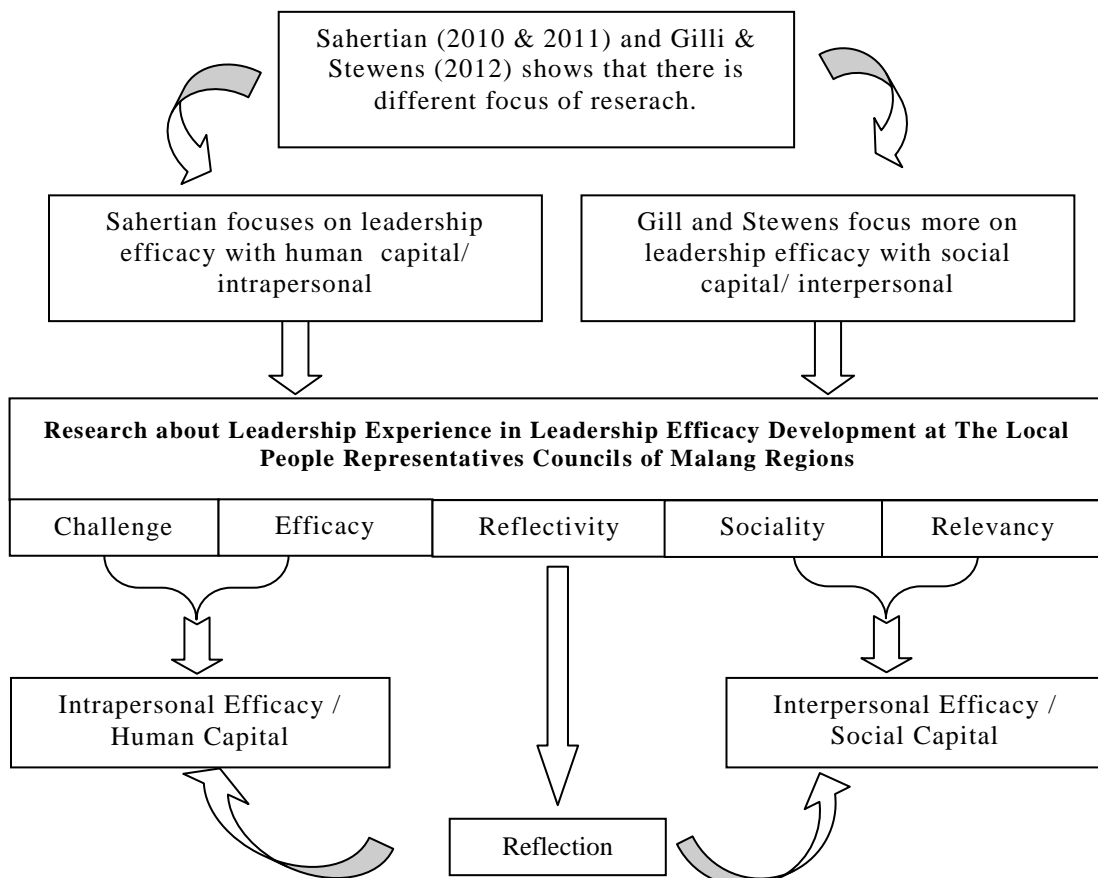 Sahertian (2010 & 2011) and Gilli &
Stewens (2012) shows that there is
different focus of reserach.
Sahertian focuses on leadership
efficacy with human capital/
intrapersonal
Gill and Stewens focus more on
leadership efficacy with social
capital/ interpersonal
Research about Leadership Experience in Leadership Efficacy Development at The Local
People Representatives Councils of Malang Regions
Challenge
Efficacy
Reflectivity
Sociality
Relevancy
Intrapersonal Efficacy /
Human Capital
Interpersonal Efficacy /
Social Capital
Reflection